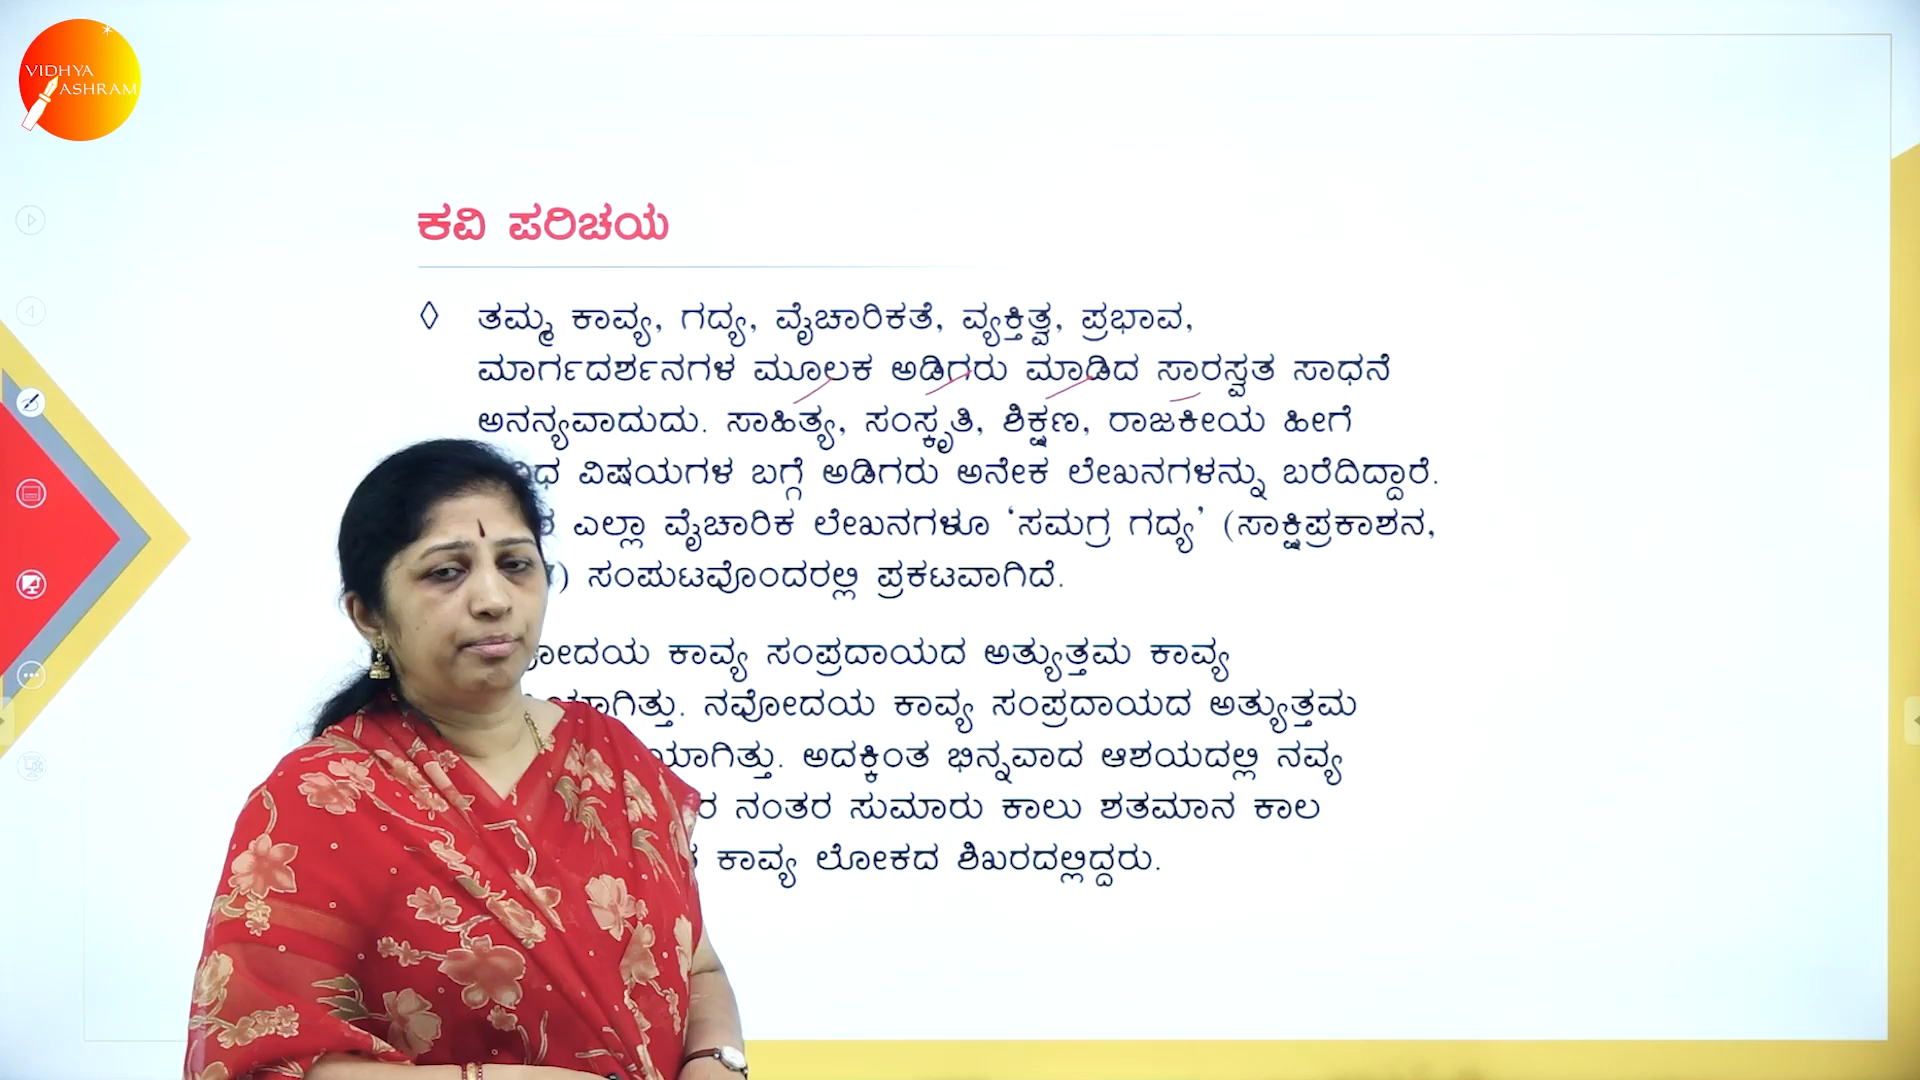 VIDHYA
ASHRAM
ಕವಿ ಪರಿಚಯ
ತಮ್ಮ ಕಾವ್ಯ, ಗದ್ಯ, ವೈಚಾರಿಕತೆ, ವ್ಯಕ್ತಿತ್ವ, ಪ್ರಭಾವ,
ಮಾರ್ಗದರ್ಶನಗಳ ಮೂಲಕ ಅಡಿಗರು ಮಾಡಿದ ಸಾರಸ್ವತ ಸಾಧನೆ
ಅನನ್ಯವಾದುದು. ಸಾಹಿತ್ಯ, ಸಂಸ್ಕೃತಿ, ಶಿಕ್ಷಣ, ರಾಜಕೀಯ ಹೀಗೆ
ವಿಷಯಗಳ ಬಗ್ಗೆ ಅಡಿಗರು ಅನೇಕ ಲೇಖನಗಳನ್ನು ಬರೆದಿದ್ದಾರೆ.
ಎಲ್ಲಾ ವೈಚಾರಿಕ ಲೇಖನಗಳೂ ‘ಸಮಗ್ರ ಗದ್ಯ’ (ಸಾಕ್ಷಿಪ್ರಕಾಶನ,
) ಸಂಪುಟವೊಂದರಲ್ಲಿ ಪ್ರಕಟವಾಗಿದೆ.
ಕಾವ್ಯ ಸಂಪ್ರದಾಯದ ಅತ್ಯುತ್ತಮ ಕಾವ್ಯ
ನವೋದಯ ಕಾವ್ಯ ಸಂಪ್ರದಾಯದ ಅತ್ಯುತ್ತಮ
ಅದಕ್ಕಿಂತ ಭಿನ್ನವಾದ ಆಶಯದಲ್ಲಿ ನವ್ಯ
ನಂತರ ಸುಮಾರು ಕಾಲು ಶತಮಾನ ಕಾಲ
ಕಾವ್ಯ ಲೋಕದ ಶಿಖರದಲ್ಲಿದ್ದರು.